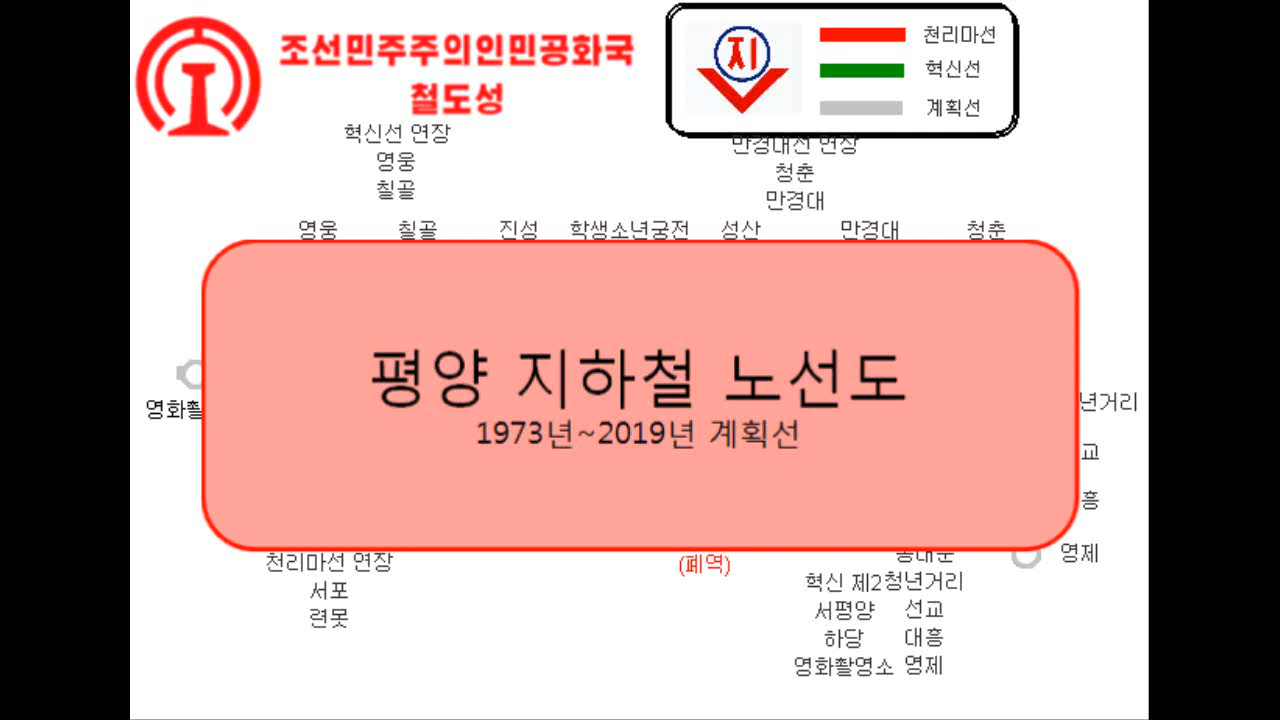 조선민주주의인민공화국
철도성
지
천리마선
혁신선
계획선
혁신선 연장
영웅
칠골
만경대선 연장
청춘
만경대
영웅 칠골 진성 학생소년궁전 성산 만경대 청춘
평양 지하철 노선도
1973년~2019년 계획선
영화촬
년거리
교
흥
영제
천리마선 연장
서포
련못
(폐역)
혁신 제2청년거리
서평양 선교
하당 대흥
영화촬영소 영제